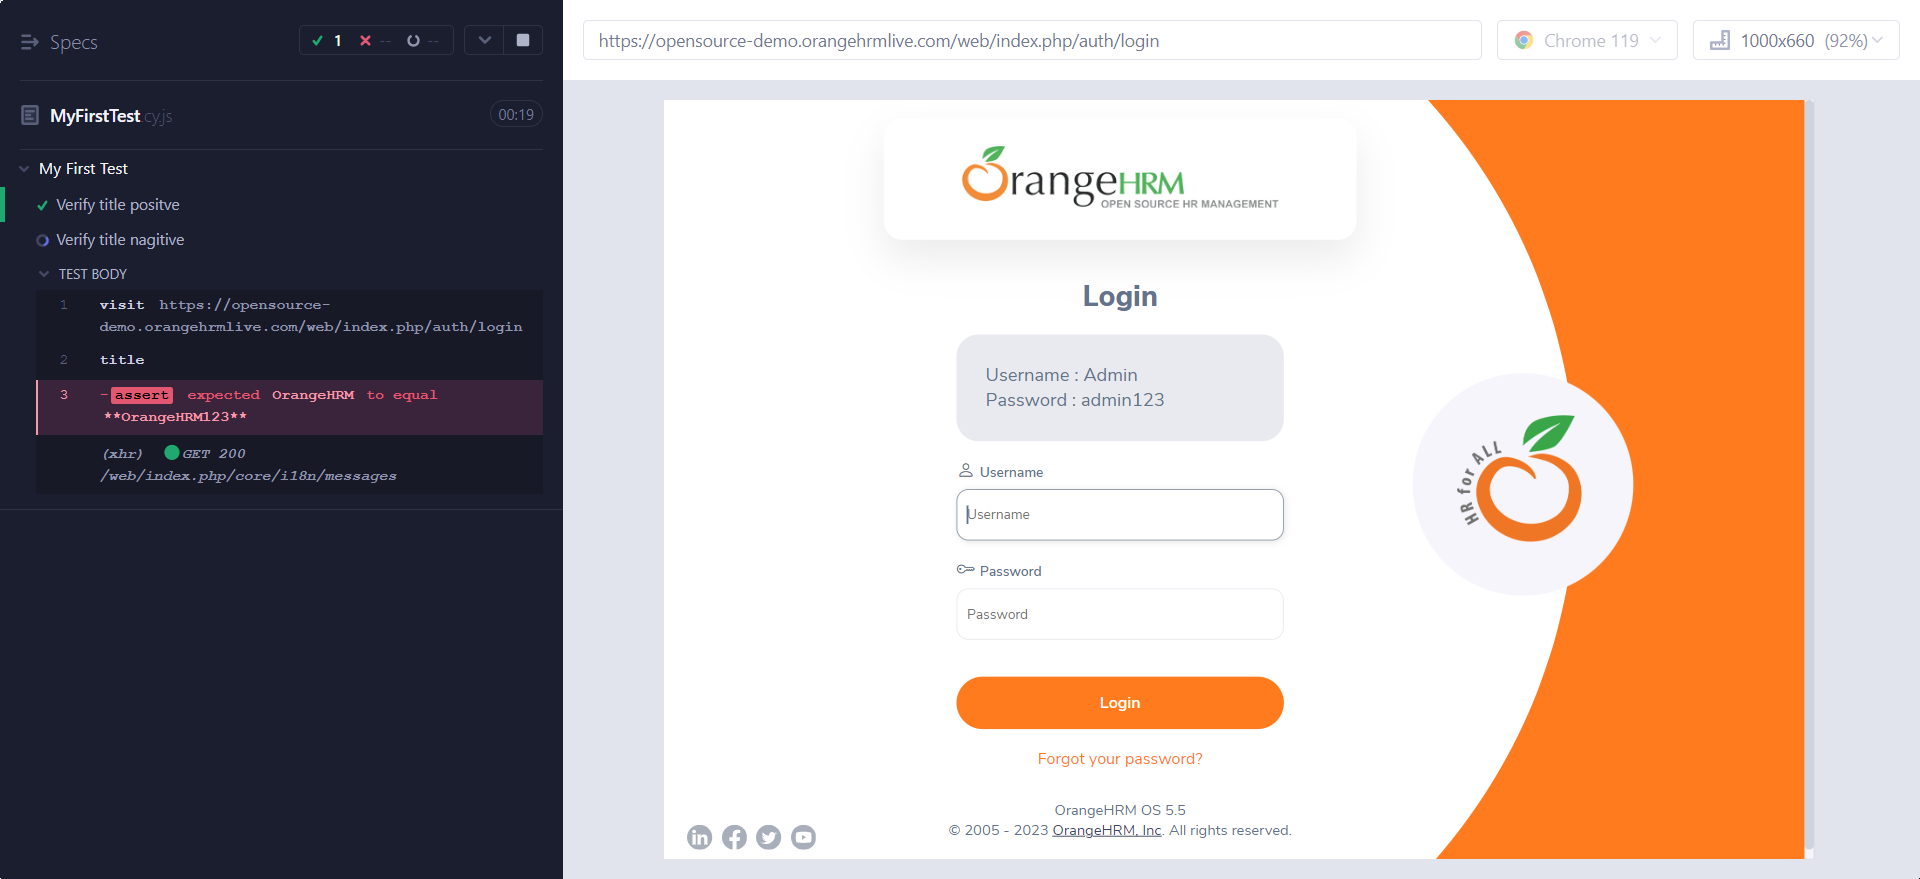 Specs
1 -- --
MyFirstTest.cy.js
00:19
My First Test
Verify title positve
Verify title nagitive
TEST BODY
1 visit https://opensource-
demo.orangehrmlive.com/web/index.php/auth/login
2 title
3 -assert expected OrangeHRM to equal
**OrangeHRM123**
(xhr) GET 200
/web/index.php/core/i18n/messages
https://opensource-demo.orangehrmlive.com/web/index.php/auth/login
Chrome 119
1000x660 (92%)
OrangeHRM
OPEN SOURCE HR MANAGEMENT
Login
Username : Admin
Password : admin123
Username
Username
Password
Password
Login
Forgot your password?
OrangeHRM OS 5.5
© 2005 - 2023 OrangeHRM, Inc. All rights reserved.
HR for ALL
in